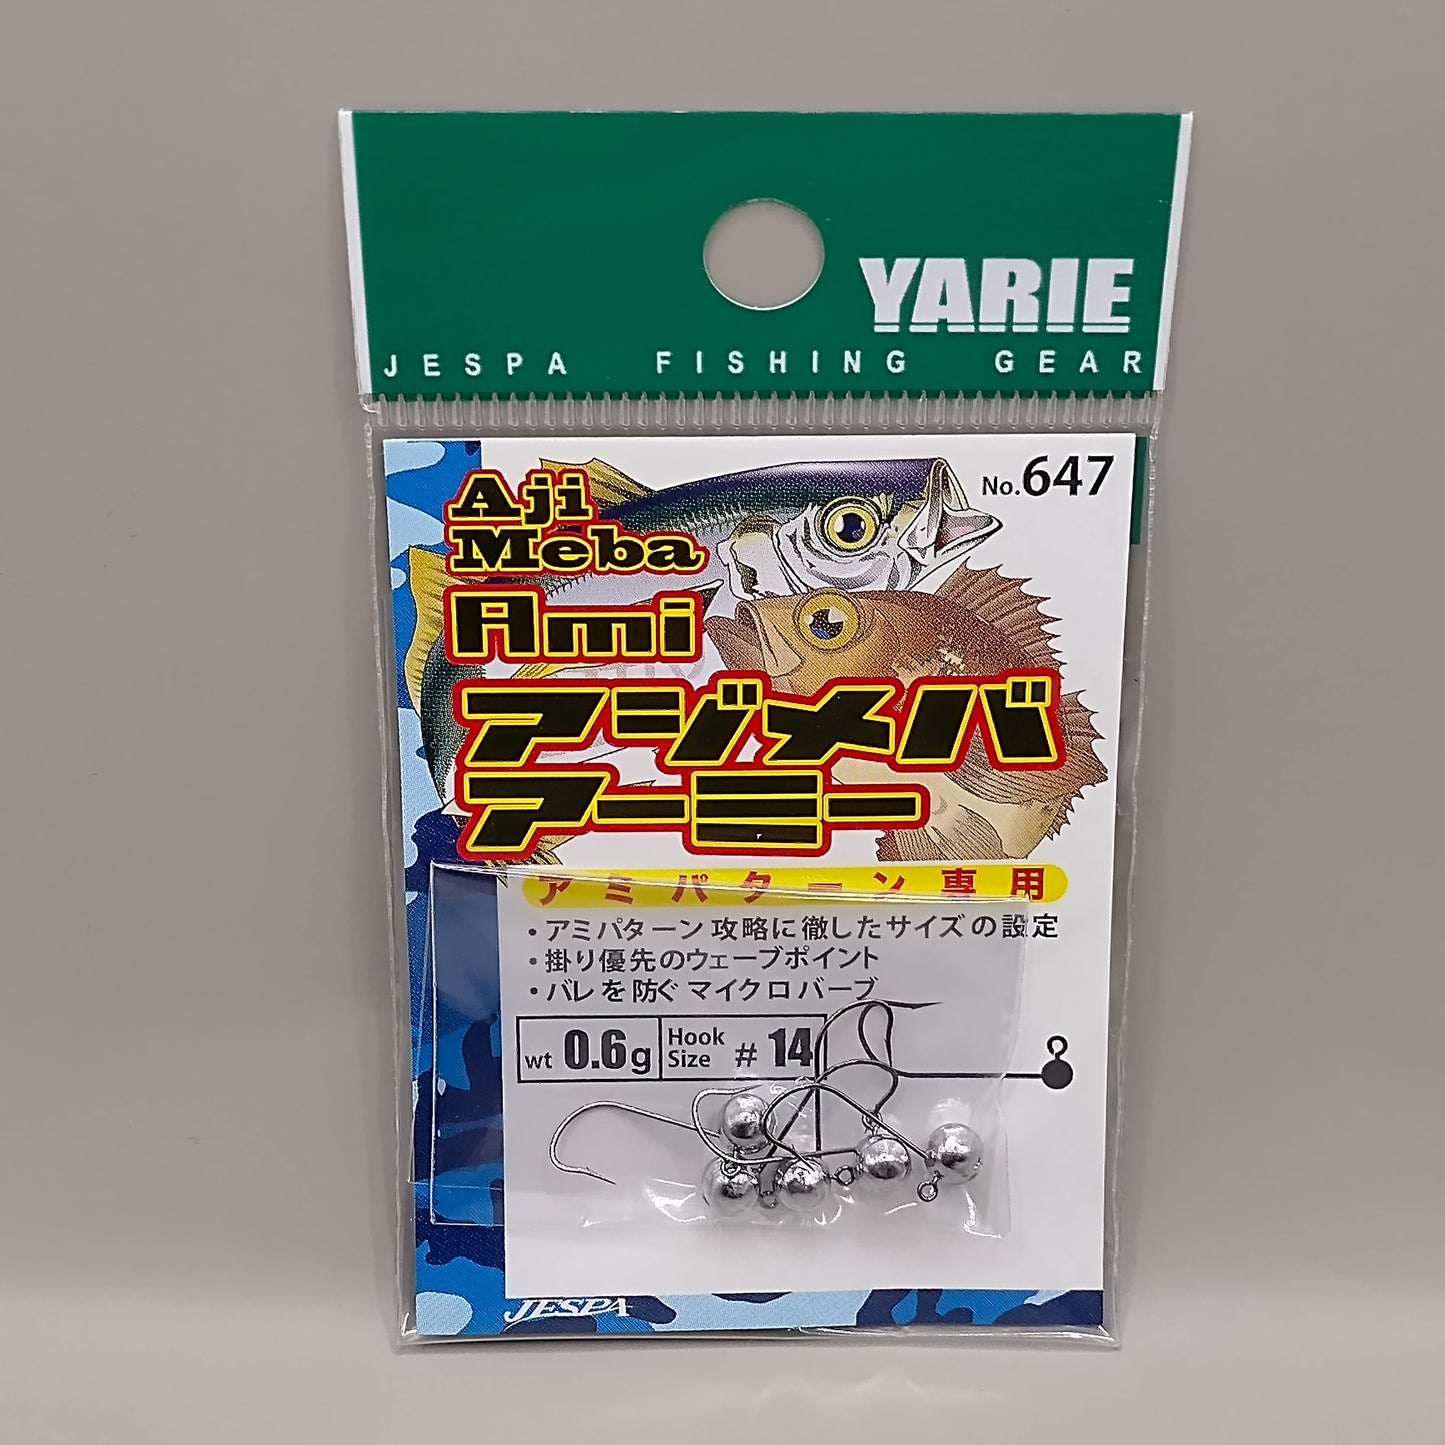 YARIE
JESPA FISHING GEAR
No.647
Aji
Meba
Ami
アジメバ
アーミー
アミパターン専用
・アミパターン攻略に徹したサイズの設定
・掛り優先のウェーブポイント
・バレを防ぐマイクロバーブ
wt 0.6g Hook Size #14
JESPA